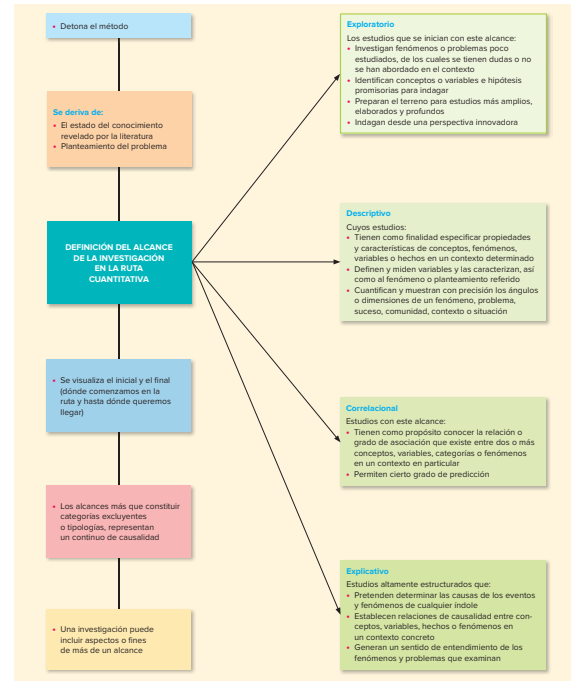 • Detona el método
Se deriva de:
• El estado del conocimiento
revelado por la literatura
• Planteamiento del problema
DEFINICIÓN DEL ALCANCE
DE LA INVESTIGACIÓN
EN LA RUTA
CUANTITATIVA
• Se visualiza el inicial y el final
(dónde comenzamos en la
ruta y hasta dónde queremos
llegar)
• Los alcances más que constituir
categorías excluyentes
o tipologías, representan
un continuo de causalidad
• Una investigación puede
incluir aspectos o fines
de más de un alcance
Exploratorio
Los estudios que se inician con este alcance:
• Investigan fenómenos o problemas poco
estudiados, de los cuales se tienen dudas o no
se han abordado en el contexto
• Identifican conceptos o variables e hipótesis
promisorias para indagar
• Preparan el terreno para estudios más amplios,
elaborados y profundos
• Indagan desde una perspectiva innovadora
Descriptivo
Cuyos estudios:
• Tienen como finalidad especificar propiedades
y características de conceptos, fenómenos,
variables o hechos en un contexto determinado
• Definen y miden variables y las caracterizan, así
como al fenómeno o planteamiento referido
• Cuantifican y muestran con precisión los ángulos
o dimensiones de un fenómeno, problema,
suceso, comunidad, contexto o situación
Correlacional
Estudios con este alcance:
• Tienen como propósito conocer la relación o
grado de asociación que existe entre dos o más
conceptos, variables, categorías o fenómenos
en un contexto en particular
• Permiten cierto grado de predicción
Explicativo
Estudios altamente estructurados que:
• Pretenden determinar las causas de los eventos
y fenómenos de cualquier índole
• Establecen relaciones de causalidad entre con-
ceptos, variables, hechos o fenómenos en
un contexto concreto
• Generan un sentido de entendimiento de los
fenómenos y problemas que examinan